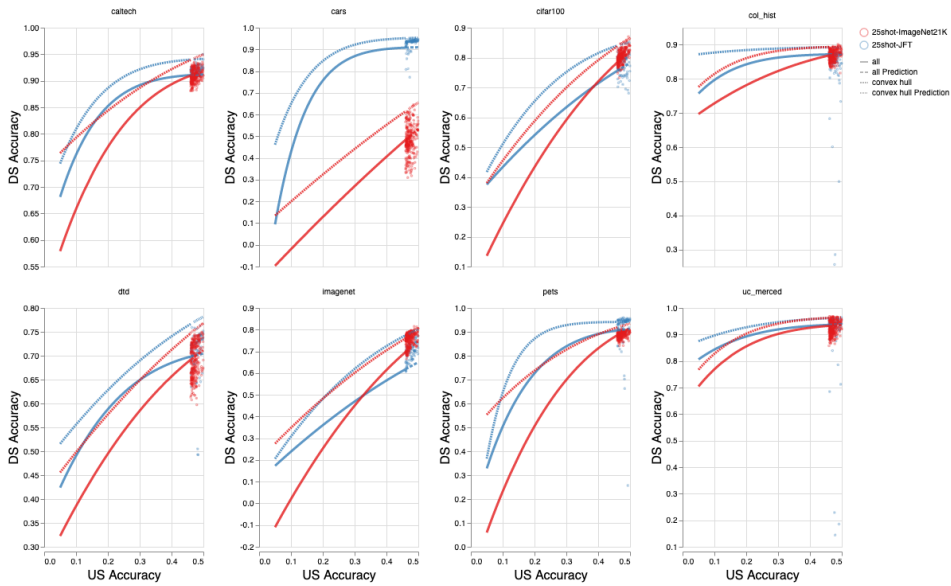 caltech
cars
cifar100
col_hist
1.00
0.95
0.90
0.85
0.80
0.75
0.70
0.65
0.60
0.55
DS Accuracy
1.0
0.9
0.8
0.7
0.6
0.5
0.4
0.3
0.2
0.1
0.0
-0.1
DS Accuracy
0.9
0.8
0.7
0.6
0.5
0.4
0.3
0.2
0.1
DS Accuracy
0.9
0.8
0.7
0.6
0.5
0.4
0.3
DS Accuracy
25shot-ImageNet21K
25shot-JFT
all
all Prediction
convex hull
convex hull Prediction
dtd
imagenet
pets
uc_merced
0.80
0.75
0.70
0.65
0.60
0.55
0.50
0.45
0.40
0.35
0.30
DS Accuracy
0.9
0.8
0.7
0.6
0.5
0.4
0.3
0.2
0.1
0.0
-0.1
-0.2
DS Accuracy
1.0
0.9
0.8
0.7
0.6
0.5
0.4
0.3
0.2
0.1
0.0
DS Accuracy
1.0
0.9
0.8
0.7
0.6
0.5
0.4
0.3
0.2
0.1
DS Accuracy
0.0 0.1 0.2 0.3 0.4 0.5
US Accuracy
0.0 0.1 0.2 0.3 0.4 0.5
US Accuracy
0.0 0.1 0.2 0.3 0.4 0.5
US Accuracy
0.0 0.1 0.2 0.3 0.4 0.5
US Accuracy